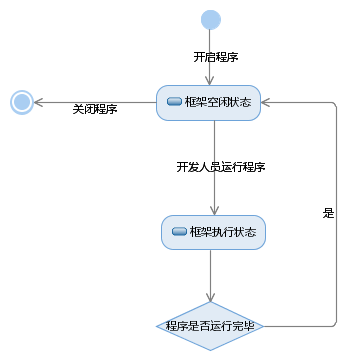 开启程序
框架空闲状态
关闭程序
开发人员运行程序
是
框架执行状态
程序是否运行完毕